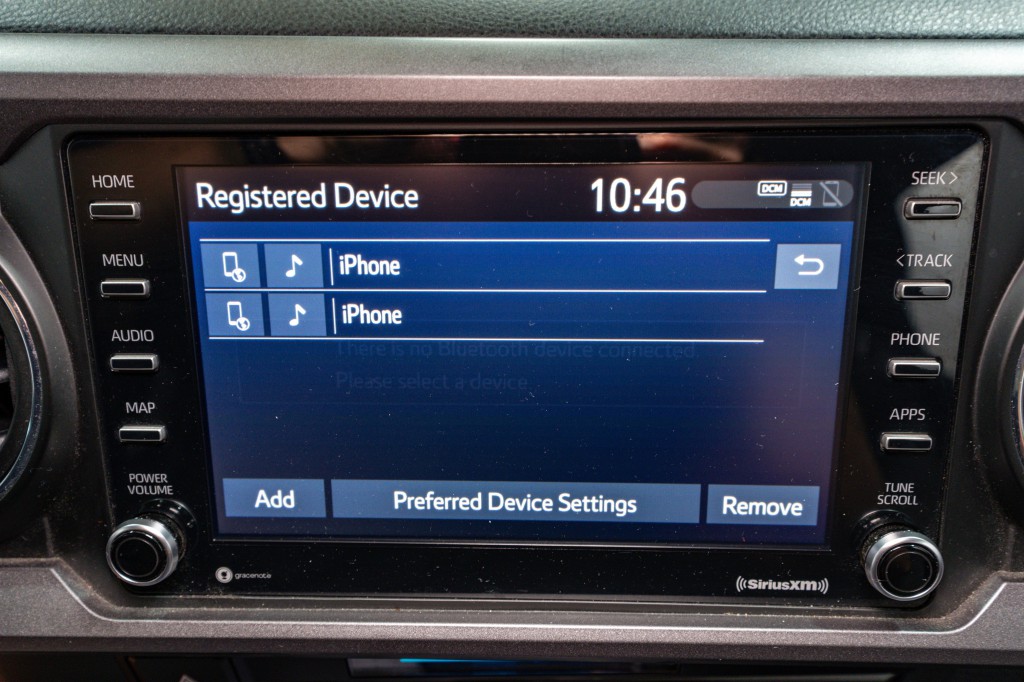 HOME
MENU
AUDIO
MAP
POWER
VOLUME
Registered Device 10:46 DCM
DCM
iPhone
iPhone
There is no Bluetooth device connected.
Please select a device.
Add Preferred Device Settings Remove
SEEK>
<TRACK
PHONE
APPS
TUNE
SCROLL
gracenote
((SiriusXM))